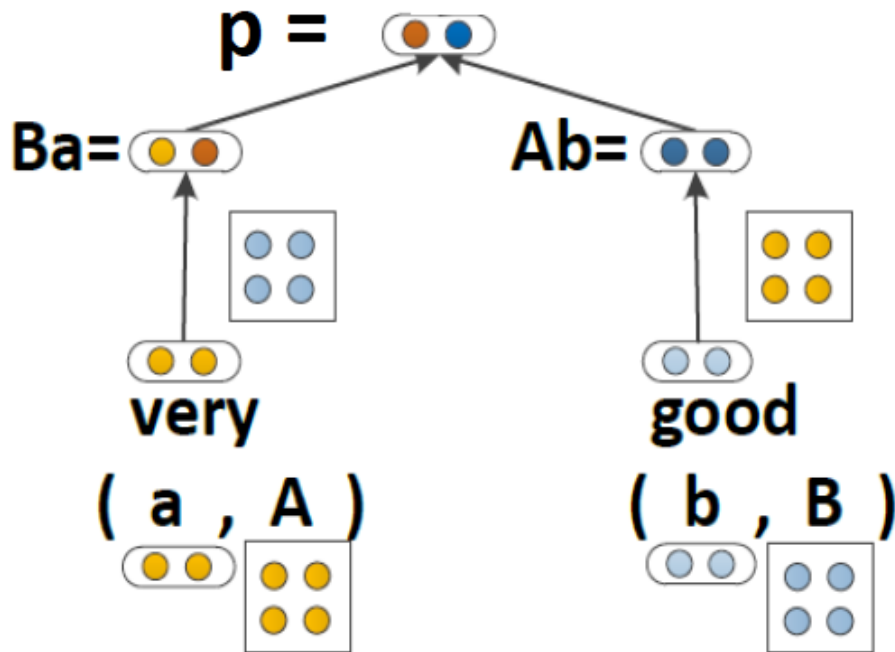 p =
Ba= Ab=
very good
( a , A ) ( b , B )